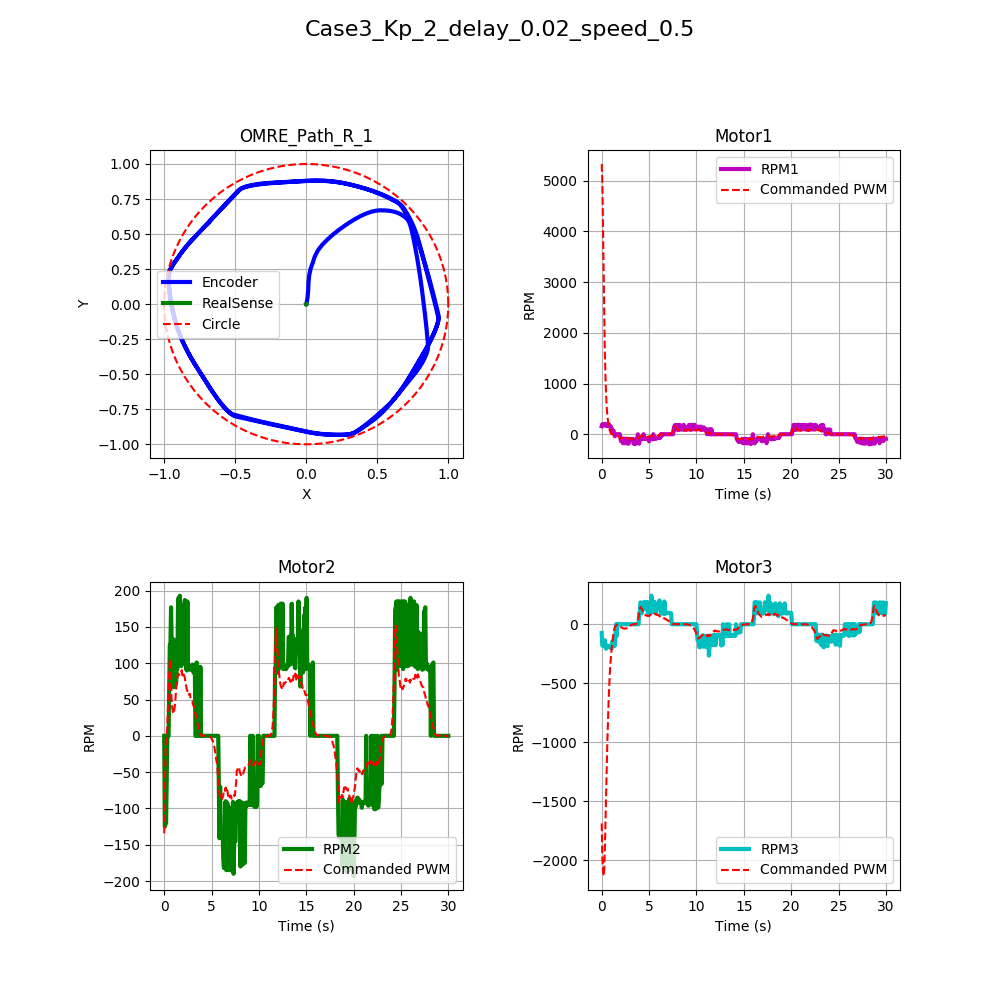 Case3_Kp_2_delay_0.02_speed_0.5
OMRE_Path_R_1
1.00
0.75
0.50
0.25
0.00
−0.25
−0.50
−0.75
−1.00
Y
Encoder
RealSense
Circle
−1.0
−0.5
0.0
0.5
1.0
X
Motor1
5000
4000
3000
2000
1000
0
RPM
RPM1
Commanded PWM
0
5
10
15
20
25
30
Time (s)
Motor2
200
150
100
50
0
−50
−100
−150
−200
RPM
RPM2
Commanded PWM
0
5
10
15
20
25
30
Time (s)
Motor3
0
−500
−1000
−1500
−2000
RPM
RPM3
Commanded PWM
0
5
10
15
20
25
30
Time (s)